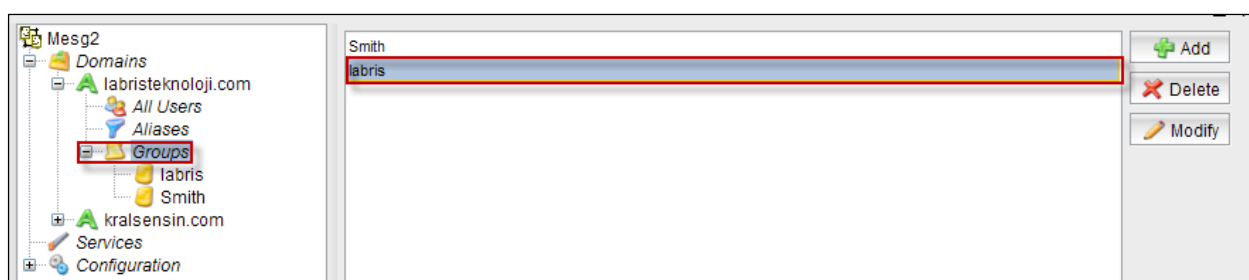 Mesg2
Domains
labristeknoloji.com
All Users
Aliases
Groups
labris
Smith
kralsensin.com
Services
Configuration
Smith
labris
Add
Delete
Modify